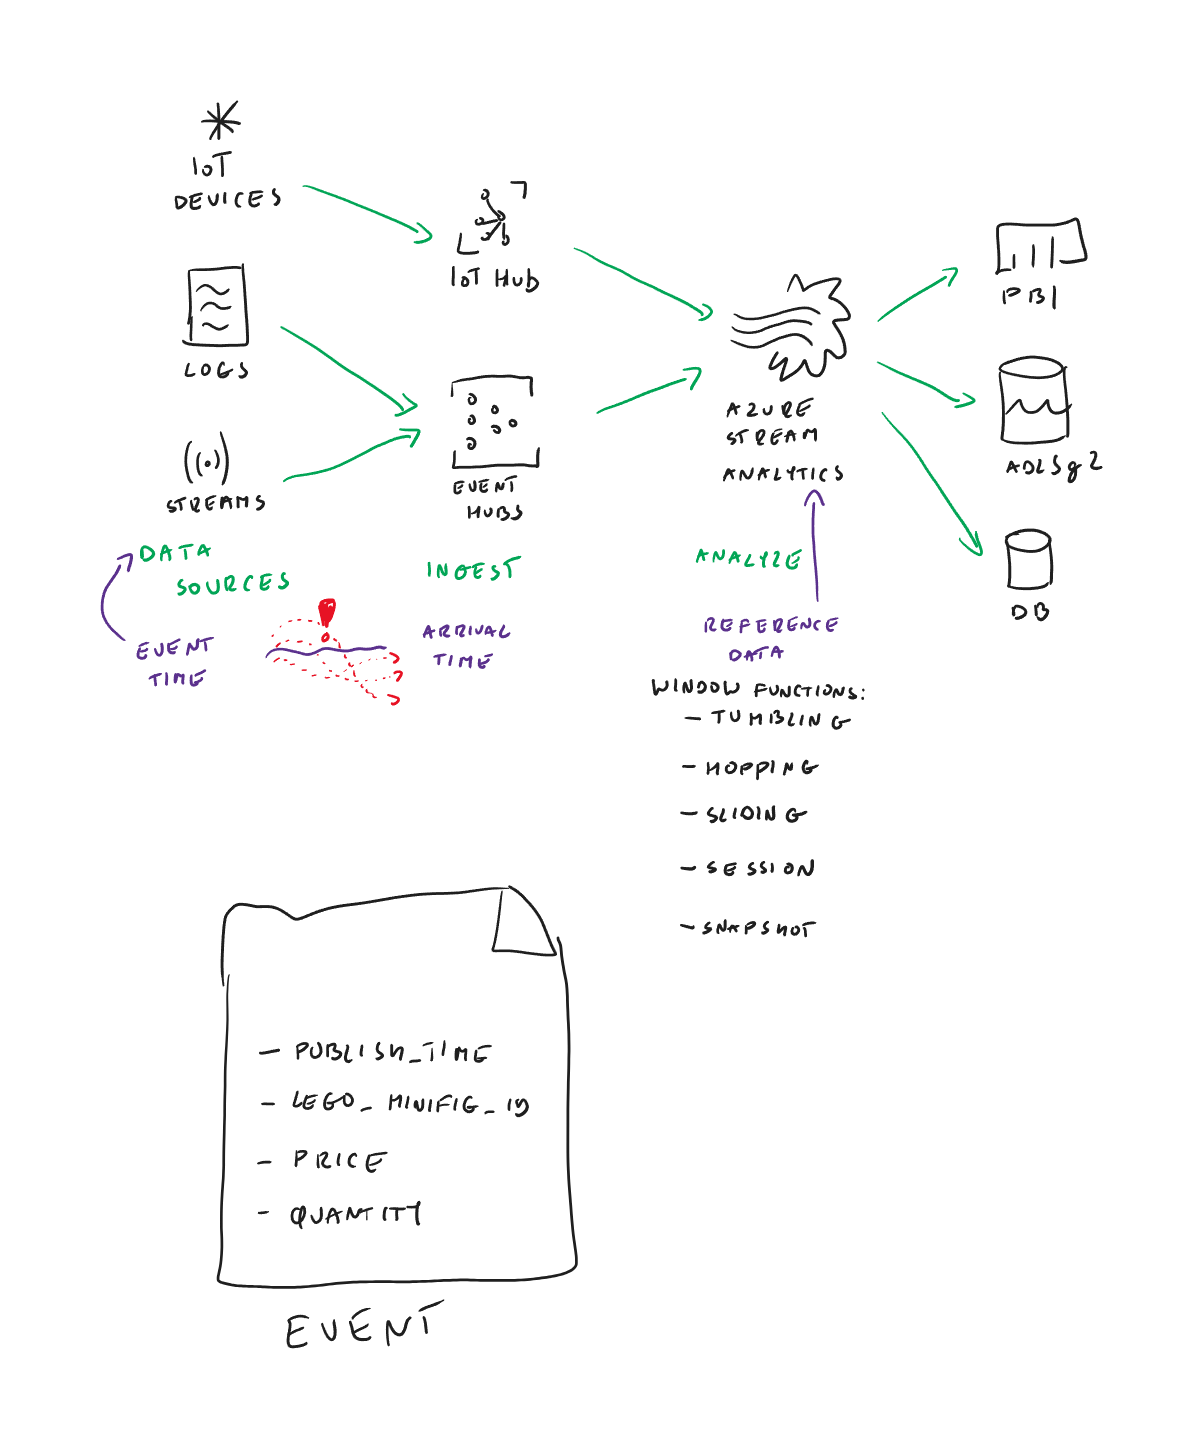 IOT
DEVICES
IOT HUB
LOGS
EVENT
HUBS
STREAMS
AZURE
STREAM
ANALYTICS
PBI
ADLSg2
DB
DATA
SOURCES
INGEST
ANALYZE
EVENT
TIME
ARRIVAL
TIME
REFERENCE
DATA
WINDOW FUNCTIONS:
- TUMBLING
- HOPPING
- SLIDING
- SESSION
- SNAPSHOT
- PUBLISH_TIME
- LEGO_MINIFIG_ID
- PRICE
- QUANTITY
EVENT